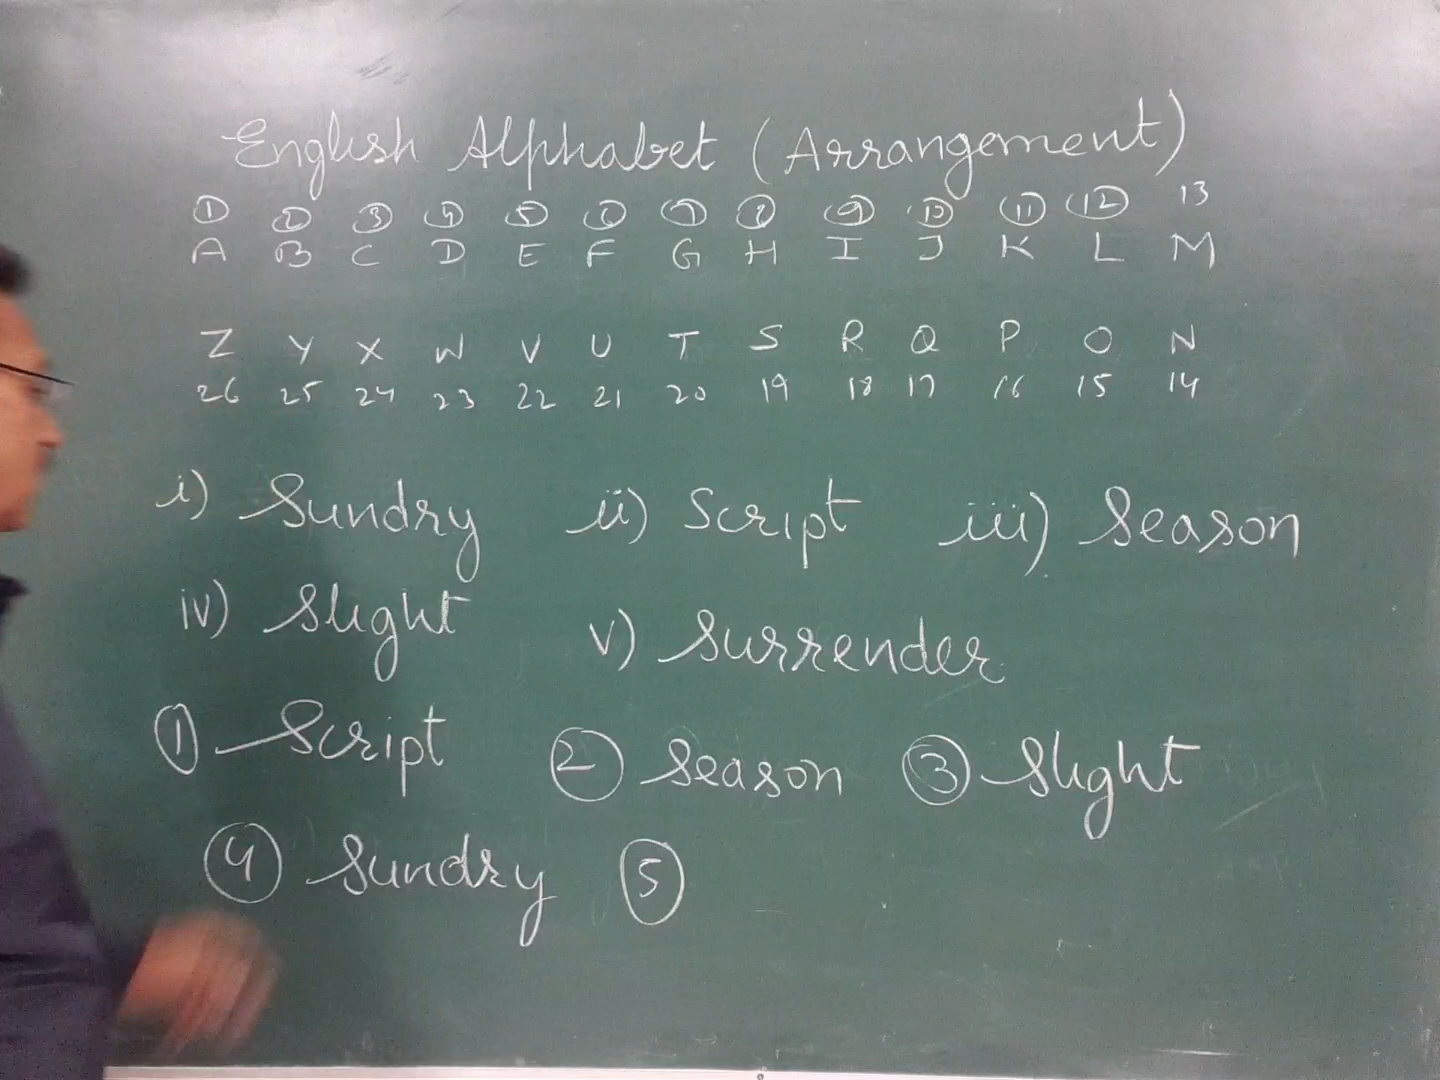 English Alphabet (Arrangement)
1 2 3 4 5 6 7 8 9 10 11 12 13
A B C D E F G H I J K L M
Z Y X W V U T S R Q P O N
26 25 24 23 22 21 20 19 18 17 16 15 14
i) Sundry ii) Script iii) Season
iv) Slight v) Surrender
1 Script 2 Season 3 Slight
4 Sundry 5